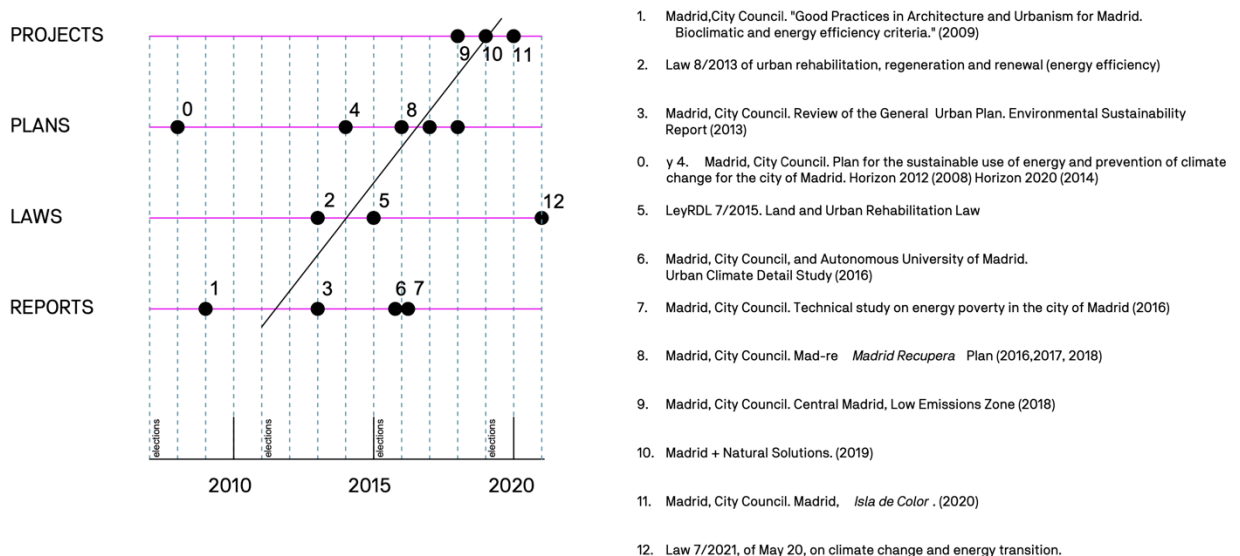 PROJECTS
9 10 11
0 4 8
PLANS
2 5 12
LAWS
1 3 6 7
REPORTS
elections elections elections elections
2010 2015 2020
1. Madrid,City Council. "Good Practices in Architecture and Urbanism for Madrid.
Bioclimatic and energy efficiency criteria." (2009)
2. Law 8/2013 of urban rehabilitation, regeneration and renewal (energy efficiency)
3. Madrid, City Council. Review of the General Urban Plan. Environmental Sustainability
Report (2013)
0. y 4. Madrid, City Council. Plan for the sustainable use of energy and prevention of climate
change for the city of Madrid. Horizon 2012 (2008) Horizon 2020 (2014)
5. LeyRDL 7/2015. Land and Urban Rehabilitation Law
6. Madrid, City Council, and Autonomous University of Madrid.
Urban Climate Detail Study (2016)
7. Madrid, City Council. Technical study on energy poverty in the city of Madrid (2016)
8. Madrid, City Council. Mad-re Madrid Recupera Plan (2016,2017, 2018)
9. Madrid, City Council. Central Madrid, Low Emissions Zone (2018)
10. Madrid + Natural Solutions. (2019)
11. Madrid, City Council. Madrid, Isla de Color . (2020)
12. Law 7/2021, of May 20, on climate change and energy transition.